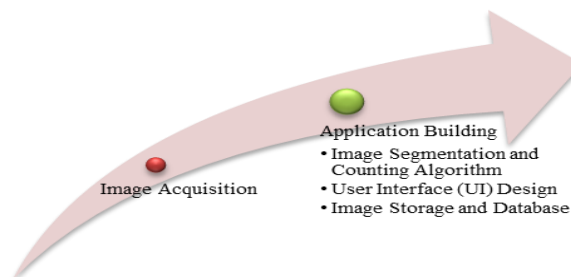 Application Building
• Image Segmentation and
Counting Algorithm
Image Acquisition
• User Interface (UI) Design
• Image Storage and Database